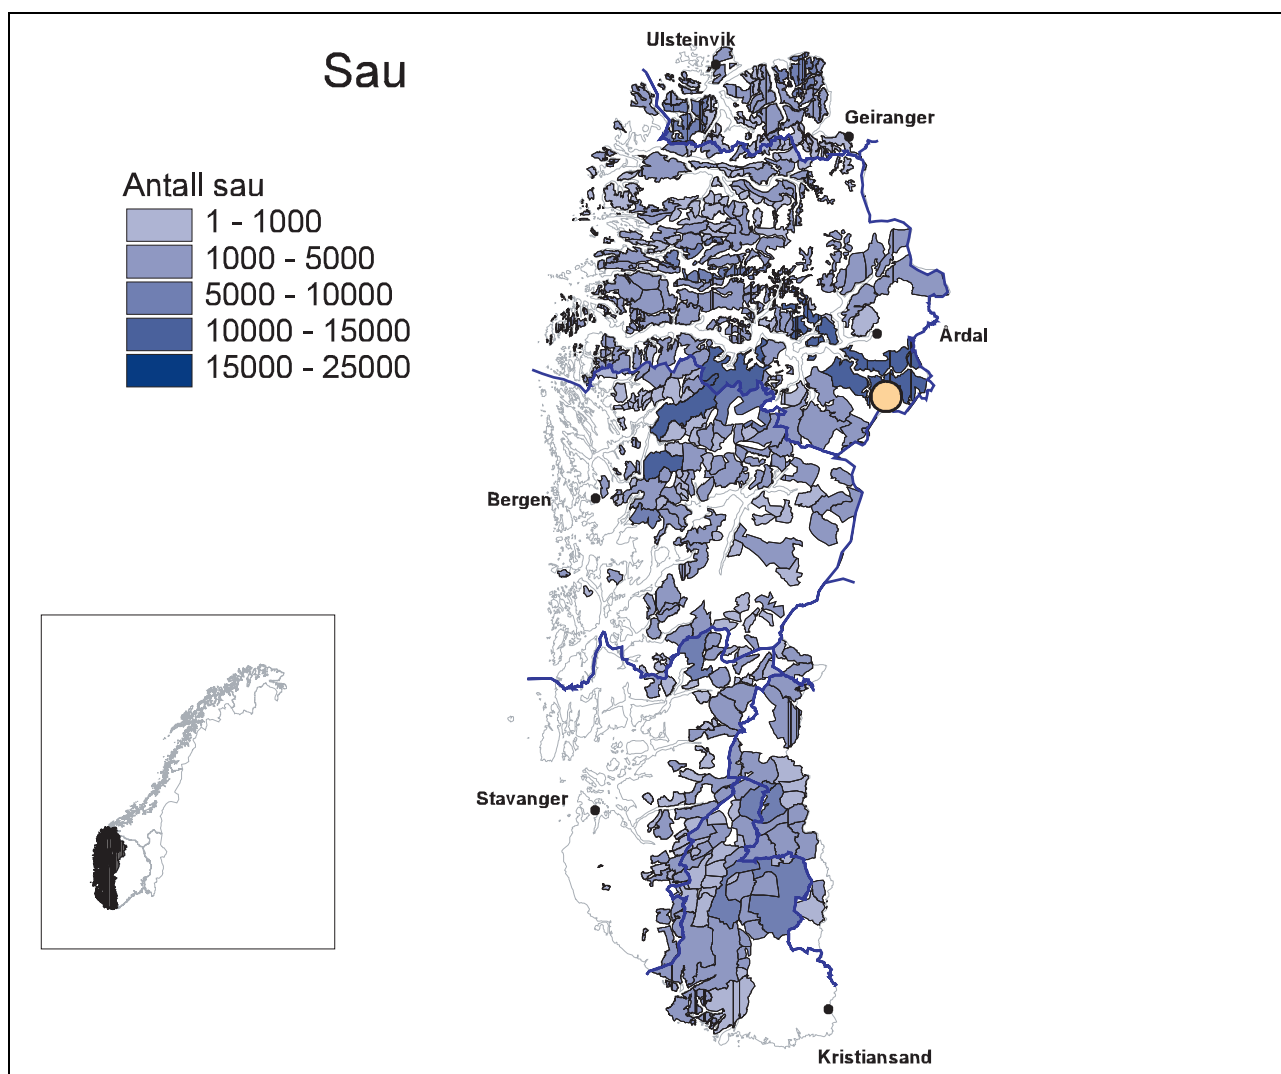 Sau
Antall sau
1 - 1000
1000 - 5000
5000 - 10000
10000 - 15000
15000 - 25000
Ulsteinvik
Geiranger
Årdal
Bergen
Stavanger
Kristiansand